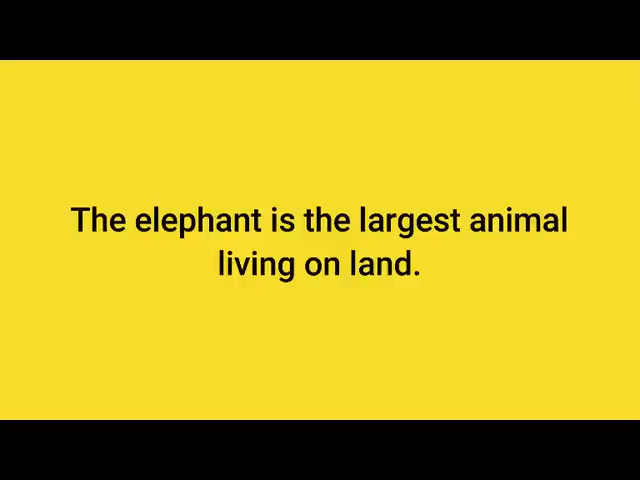 The elephant is the largest animal
living on land.